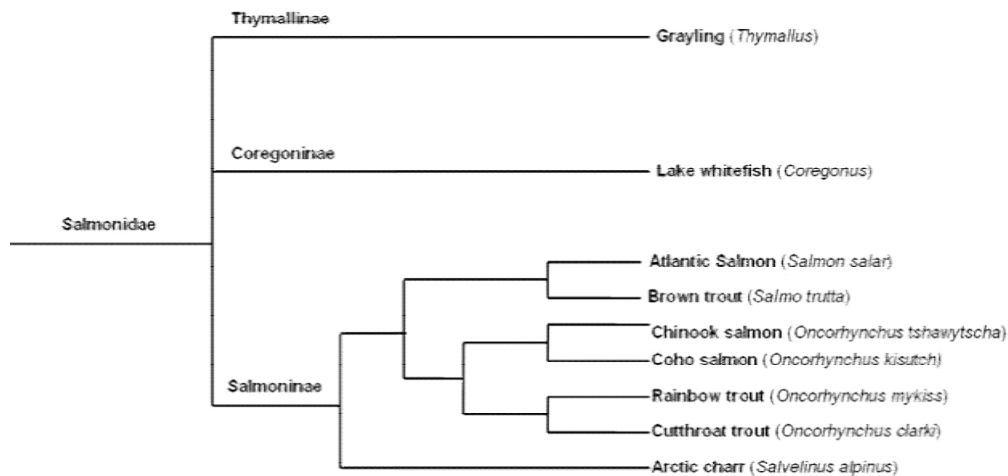 Thymallinae
Grayling (Thymallus)
Coregoninae
Lake whitefish (Coregonus)
Salmonidae
Atlantic Salmon (Salmon salar)
Brown trout (Salmo trutta)
Chinook salmon (Oncorhynchus tshawytscha)
Coho salmon (Oncorhynchus kisutch)
Salmoninae
Rainbow trout (Oncorhynchus mykiss)
Cutthroat trout (Oncorhynchus clarki)
Arctic charr (Salvelinus alpinus)